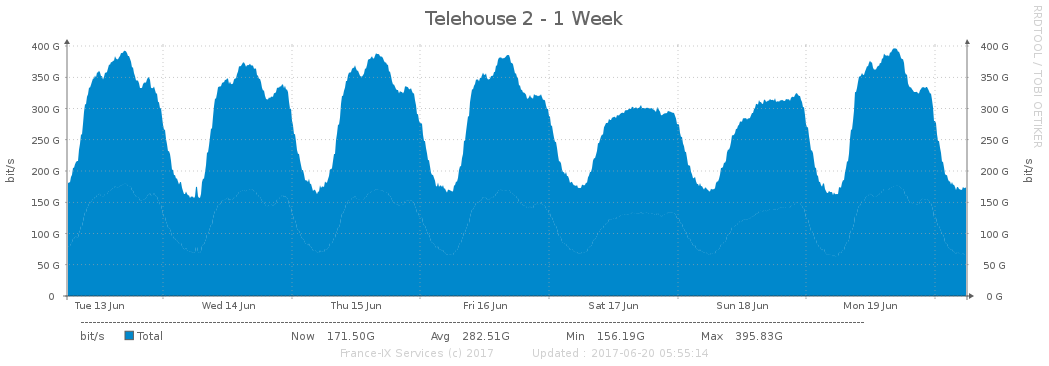 Telehouse 2 - 1 Week
RRDTOOL / TOBI OETIKER
400 G 400 G
350 G 350 G
300 G 300 G
250 G 250 G
200 G 200 G
150 G 150 G
100 G 100 G
50 G 50 G
0 0 G
bit/s
bit/s
Tue 13 Jun Wed 14 Jun Thu 15 Jun Fri 16 Jun Sat 17 Jun Sun 18 Jun Mon 19 Jun
bit/s Total Now 171.50G Avg 282.51G Min 156.19G Max 395.83G
France-IX Services (c) 2017 Updated : 2017-06-20 05:55:14